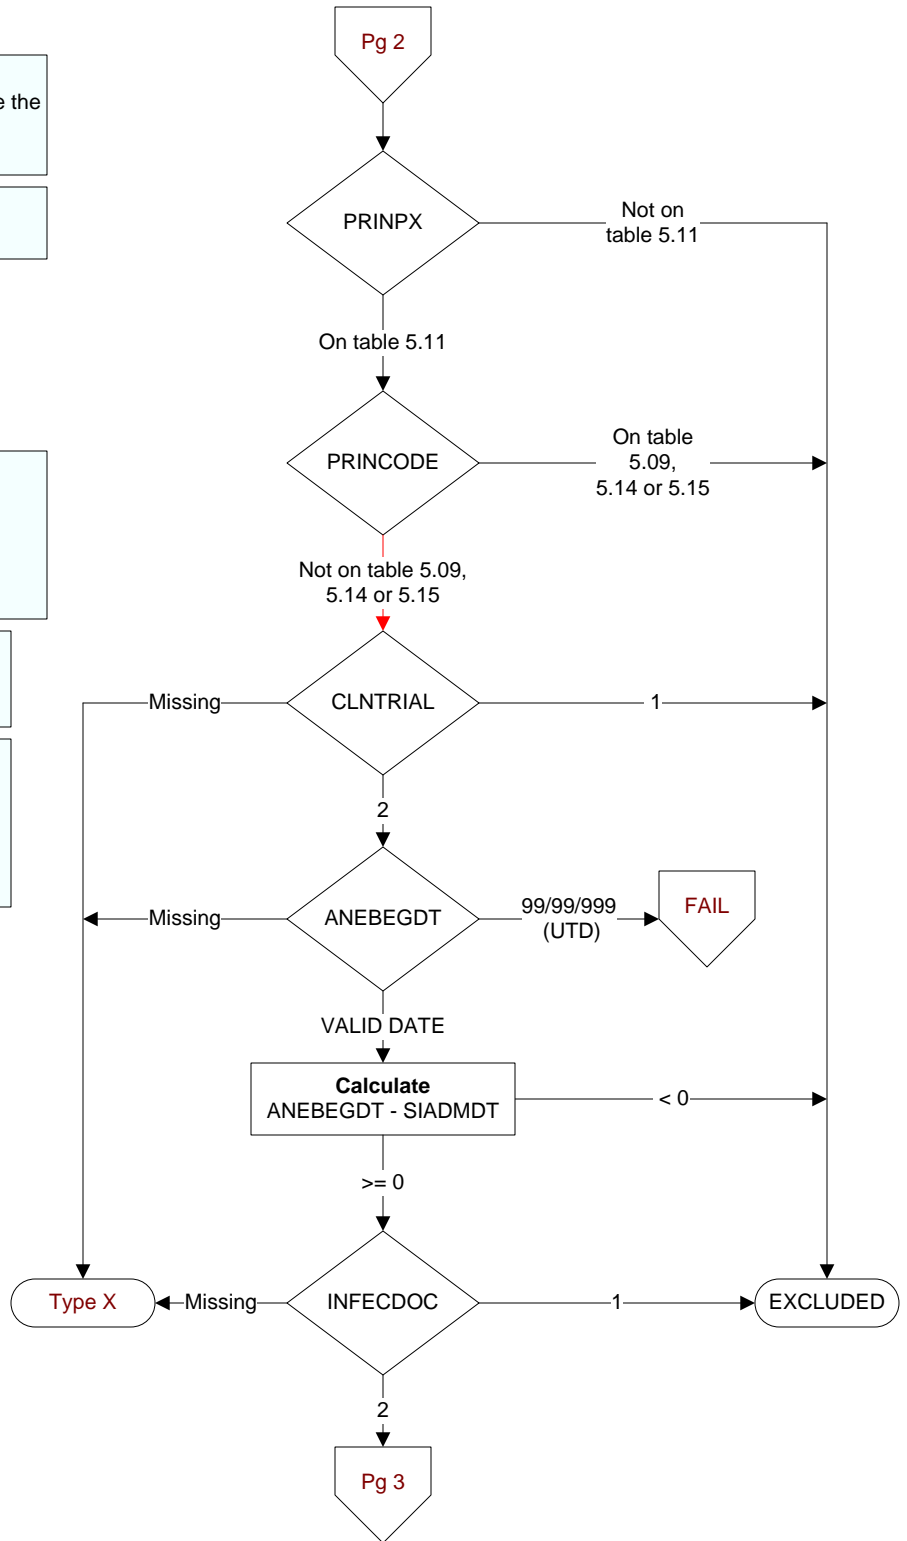 Pg 2
e the
PRINPX
Not on
table 5.11
On table 5.11
PRINCODE
On table
5.09,
5.14 or 5.15
Not on table 5.09,
5.14 or 5.15
Missing
CLNTRIAL
1
2
Missing
ANEBEGDT
99/99/999
(UTD)
FAIL
VALID DATE
Calculate
ANEBEGDT - SIADMDT
< 0
>= 0
Type X
Missing
INFECDOC
1
EXCLUDED
2
Pg 3